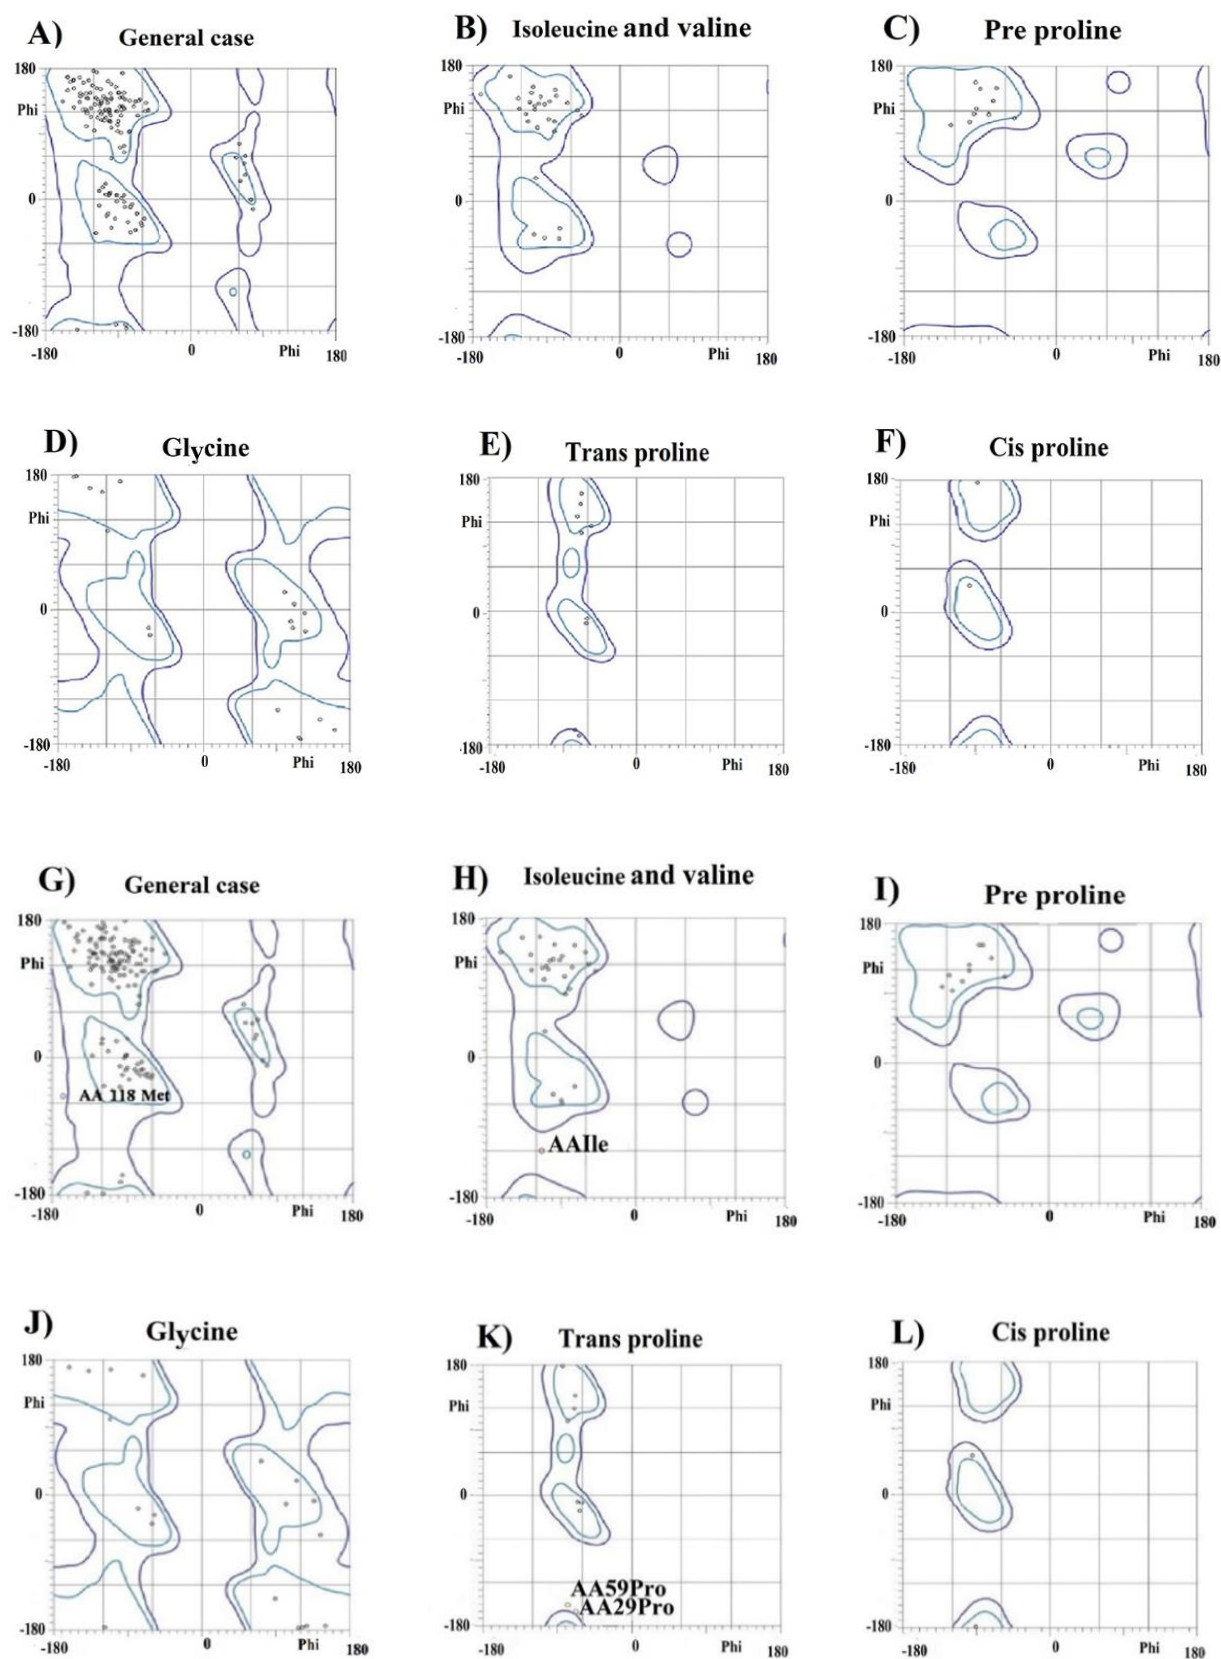 A) General case
180
Phi
0
-180
-180 0 Phi 180
B) Isoleucine and valine
180
Phi
0
-180
-180 0 Phi 180
C) Pre proline
180
Phi
0
-180
-180 0 Phi 180
D) Glycine
180
Phi
0
-180
-180 0 Phi 180
E) Trans proline
180
Phi
0
-180
-180 0 Phi 180
F) Cis proline
180
Phi
0
-180
-180 0 Phi 180
G) General case
180
Phi
0
AA 118 Met
-180
-180 0 Phi 180
H) Isoleucine and valine
180
Phi
0
AAIle
-180
-180 0 Phi 180
I) Pre proline
180
Phi
0
-180
-180 0 Phi 180
J) Glycine
180
Phi
0
-180
-180 0 Phi 180
K) Trans proline
180
Phi
0
AA59Pro
AA29Pro
-180
-180 0 Phi 180
L) Cis proline
180
Phi
0
-180
-180 0 Phi 180